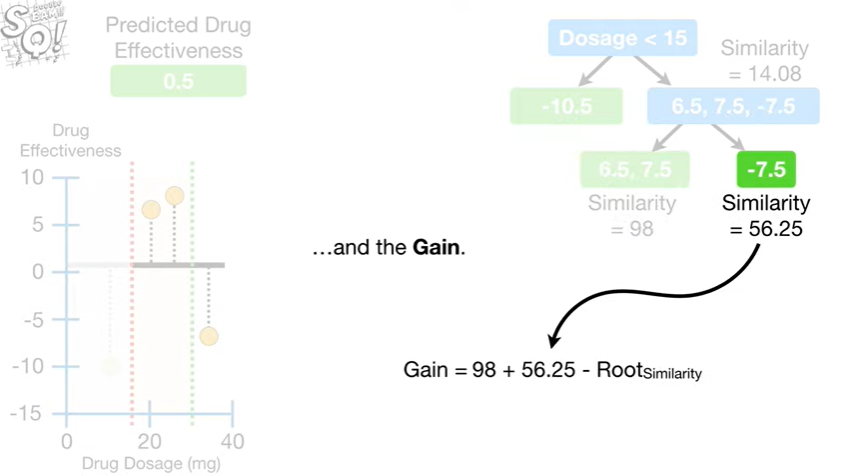 Predicted Drug
Effectiveness
0.5
Dosage < 15
Similarity
= 14.08
-10.5
6.5, 7.5, -7.5
6.5, 7.5
-7.5
Similarity
= 98
Similarity
= 56.25
Drug
Effectiveness
10
5
0
-5
-10
-15
0
20
40
Drug Dosage (mg)
…and the Gain.
Gain = 98 + 56.25 - RootSimilarity